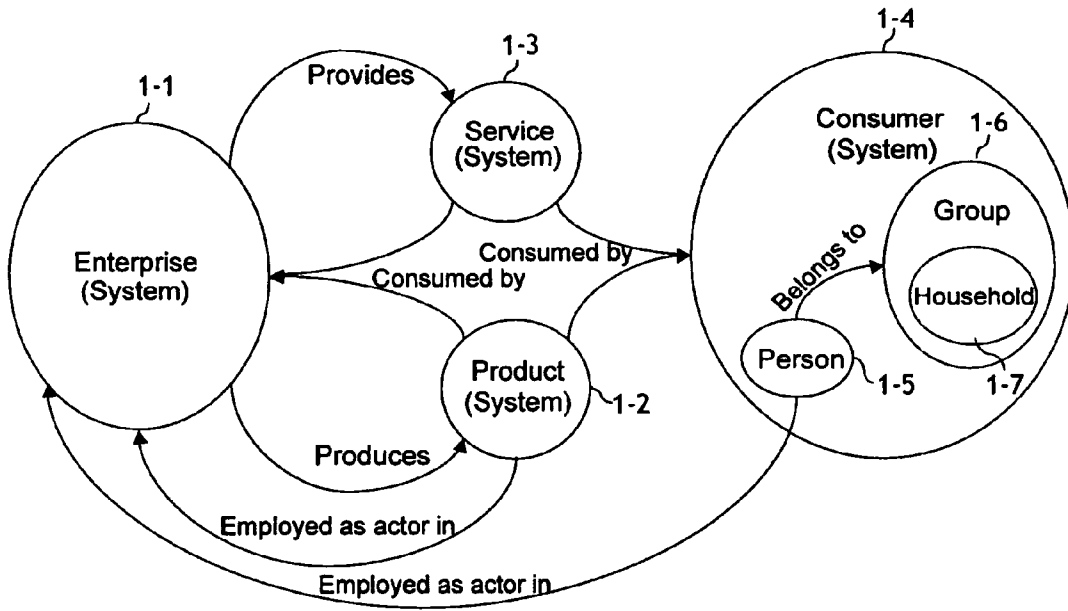 1-1
Provides
1-3
1-4
Service
(System)
Consumer
(System)
1-6
Group
Enterprise
(System)
Consumed by
Consumed by
Belongs to
Household
Product
(System)
1-2
Person
1-5
1-7
Produces
Employed as actor in
Employed as actor in